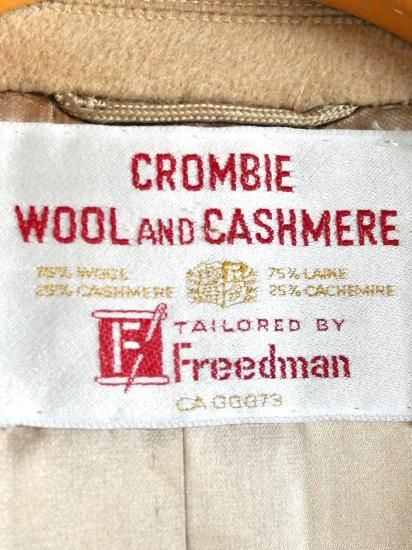 CROMBIE
WOOL AND CASHMERE
75% WOOL 75% LAINE
25% CASHMERE 25% CACHEMIRE
F TAILORED BY
Freedman
CA 00073